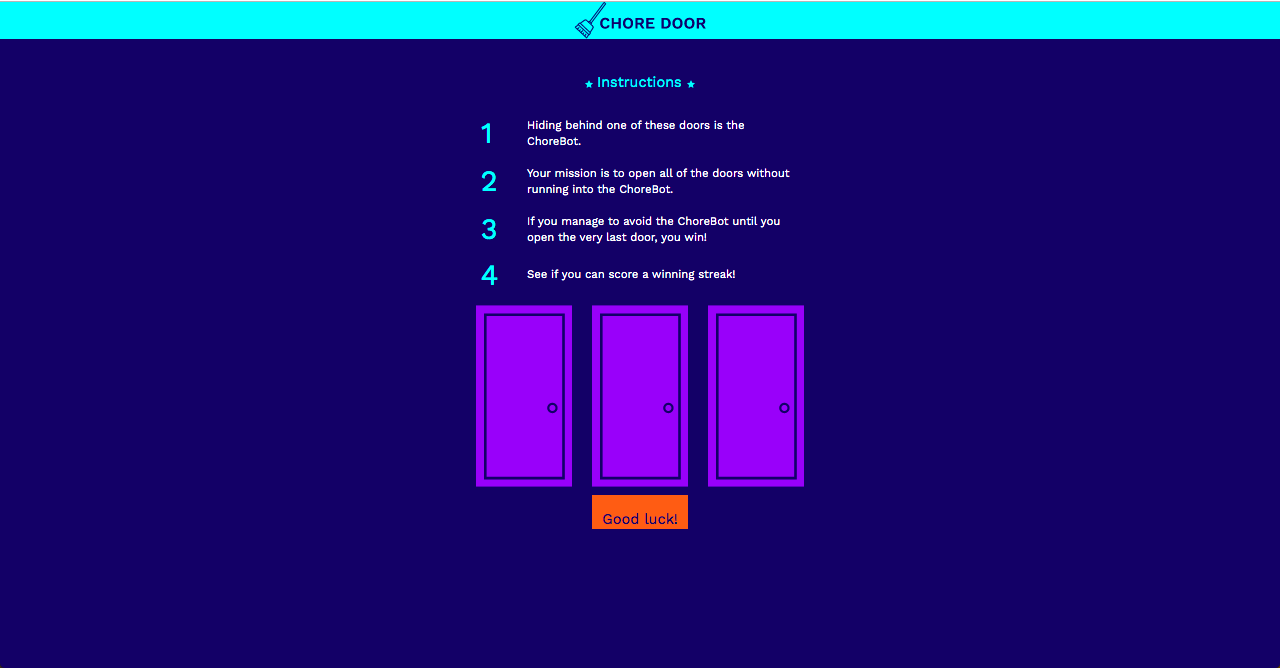 CHORE DOOR
Instructions
1
Hiding behind one of these doors is the
ChoreBot.
2
Your mission is to open all of the doors without
running into the ChoreBot.
3
If you manage to avoid the ChoreBot until you
open the very last door, you win!
4
See if you can score a winning streak!
Good luck!